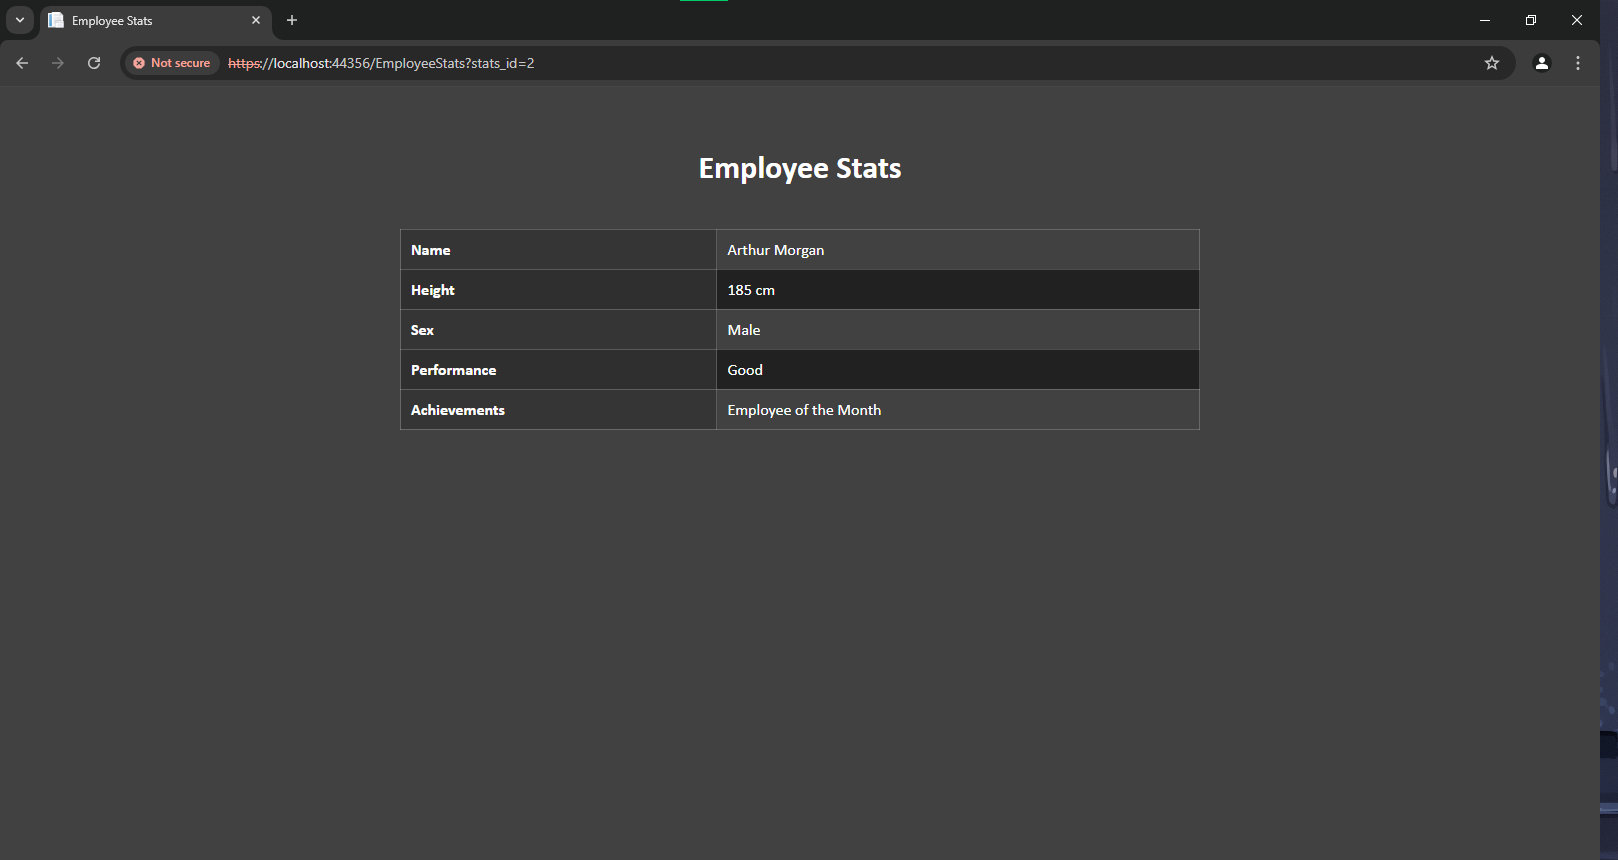 Employee Stats
Not secure https://localhost:44356/EmployeeStats?stats_id=2
Employee Stats
Name Arthur Morgan
Height 185 cm
Sex Male
Performance Good
Achievements Employee of the Month